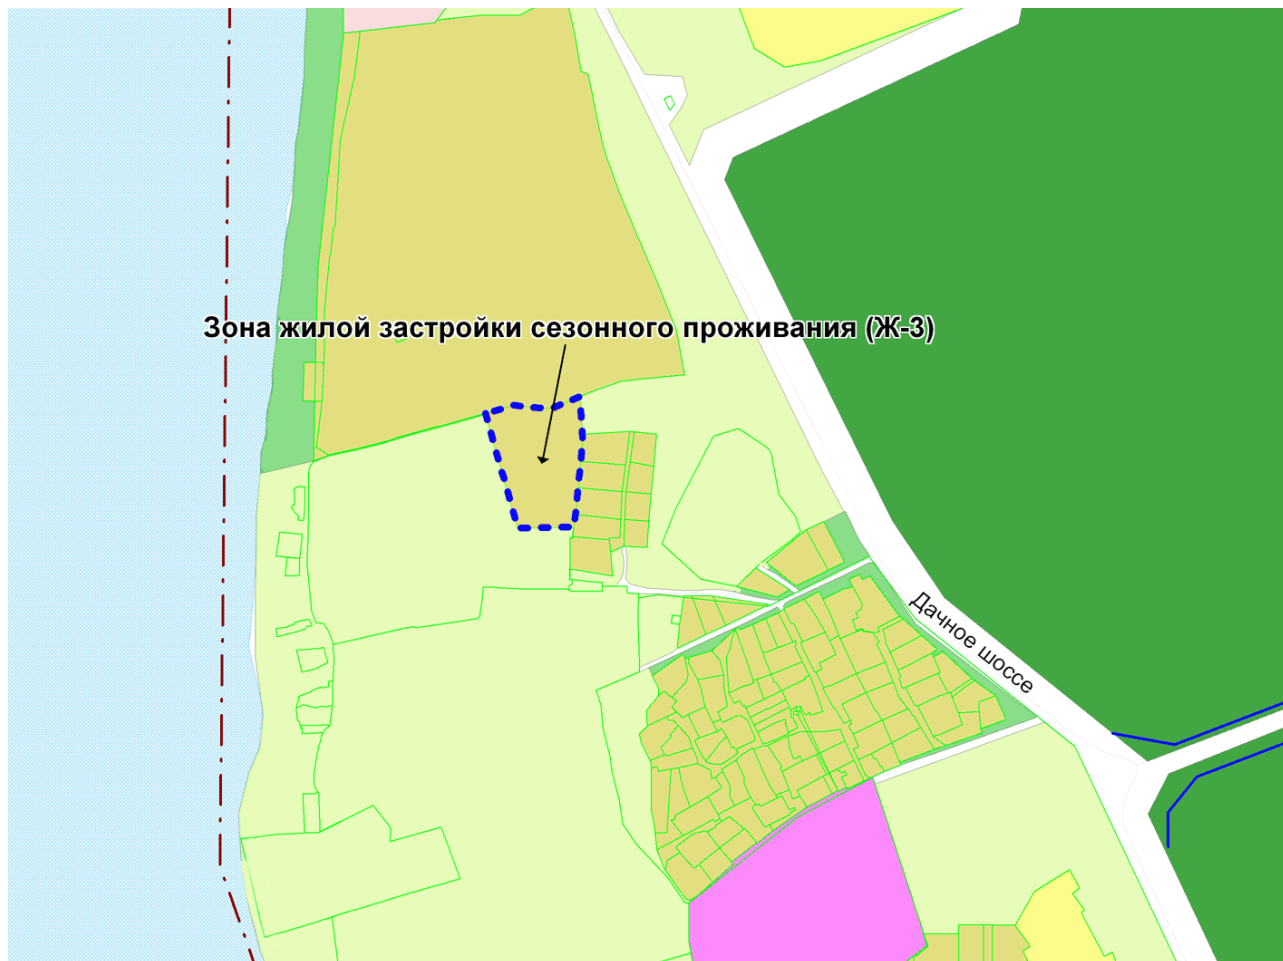 Зона жилой застройки сезонного проживания (Ж-3)
Дачное шоссе